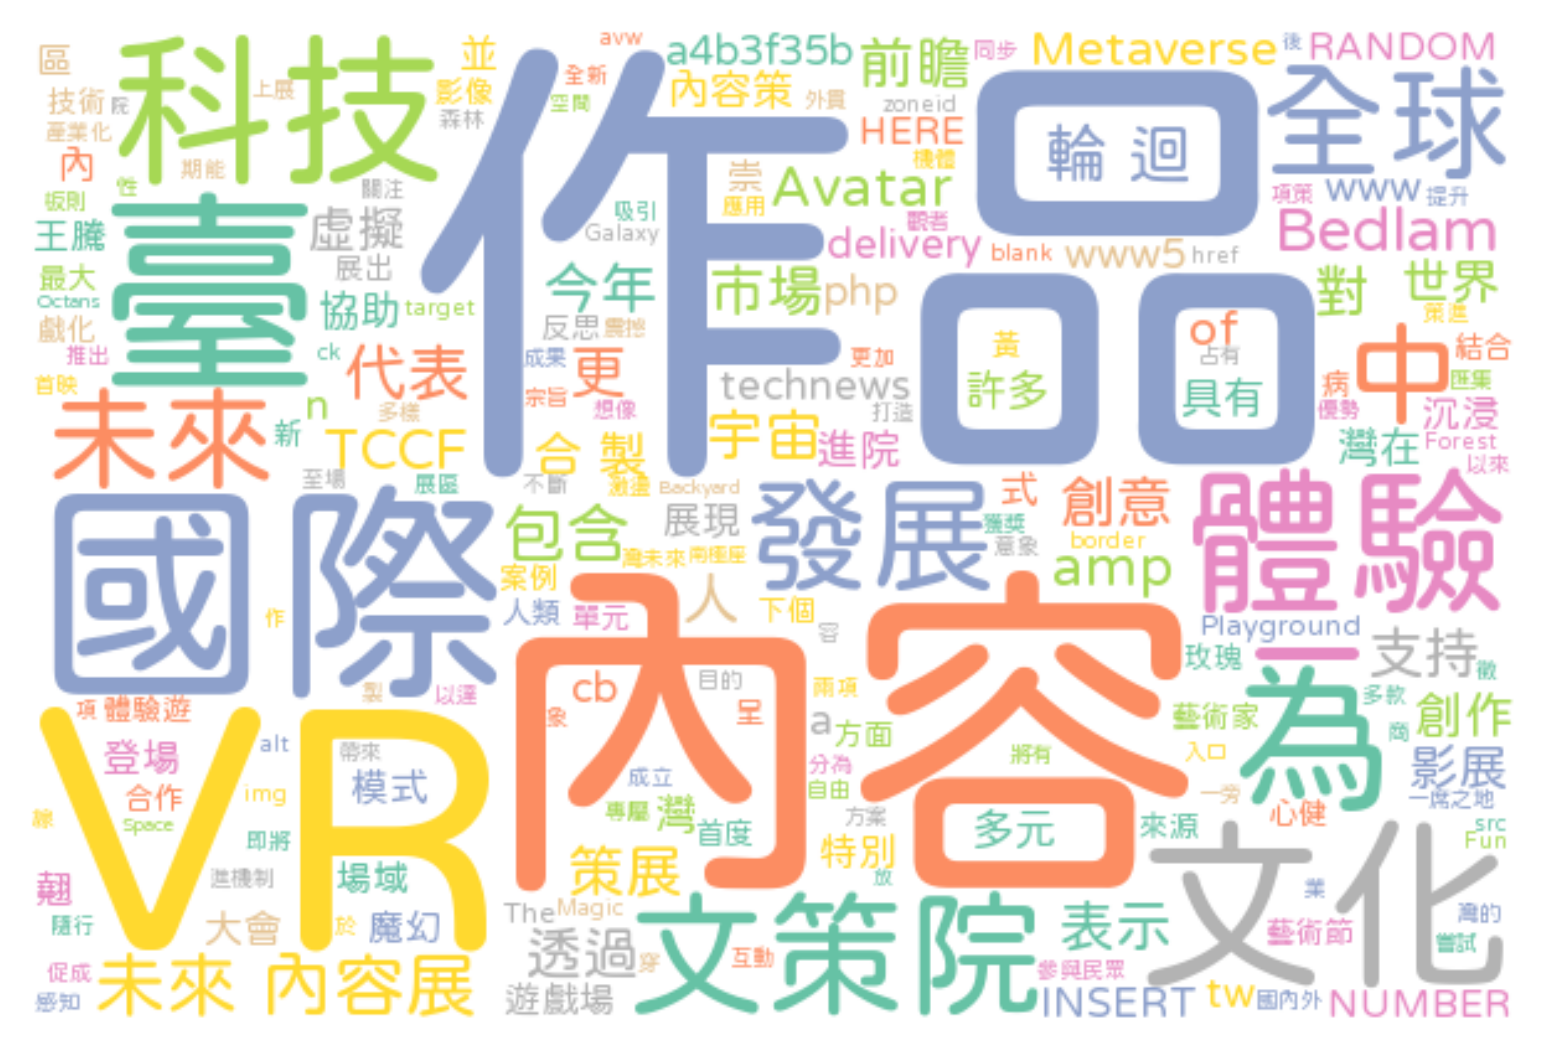 區
科技
並
avw
a4b3f35b
前瞻
同步
Metaverse
後
RANDOM
作品
全新
上展
影像
內容策
外貫
zoneid
全球
技術
院
空間
森林
HERE
輪迴
產業化
內
期能
機體
崇
Avatar
項策
www
提升
性
關注
板則
應用
吸引
觀者
Bedlam
臺
虛擬
王騰
Galaxy
delivery
blank
www5
href
展出
最大
今年
市場
php
對
世界
Octans
協助
target
戲化
反思
震撼
of
策進
推出
ck
成果
更
更加
黃
占有
中
結合
首映
代表
technews
許多
具有
病
匯集
宗旨
想像
打造
優勢
沉浸
未來
n
多樣
新
TCCF
合製
宇宙
進院
灣在
Forest
以來
至場
展區
不斷
激盪
Backyard
國際
包含
展現
發展
式
創意
體驗
獲獎
意象
border
灣未來
南極座
案例
amp
人
下個
人類
單元
作
容
Playground
內容
玫瑰
一
支持
徵
cb
目的
兩項
製
以達
為
多款
項
體驗遊
象
呈
a
方面
藝術家
創作
商
VR
alt
登場
帶來
將有
入口
影展
分為
成立
模式
自由
合作
img
一旁
一席之地
專屬
灣
首度
方案
多元
來源
心健
src
Space
Fun
即將
策展
特別
文化
放
進機制
場域
翹
業
The
Magic
文策院
表示
灣的
隨行
大會
於
魔幻
藝術節
嘗試
透過
穿
互動
參與民眾
促成
未來內容展
感知
遊戲場
INSERT
tw
國內外
NUMBER